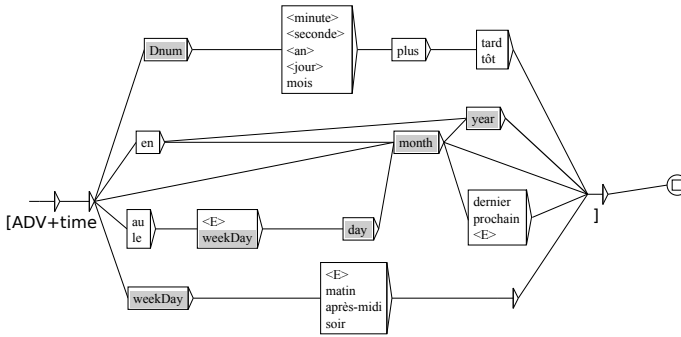 <minute>
<seconde>
<an>
<jour>
mois
Dnum
plus
tard
tôt
en
year
month
[ADV+time
au
le
<E>
weekDay
day
dernier
prochain
<E>
]
weekDay
<E>
matin
après-midi
soir